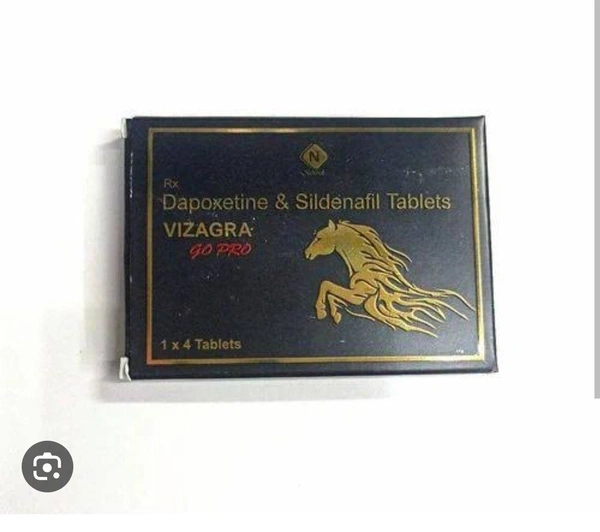 N
Rx
Dapoxetine & Sildenafil Tablets
VIZAGRA
GO PRO
1 x 4 Tablets